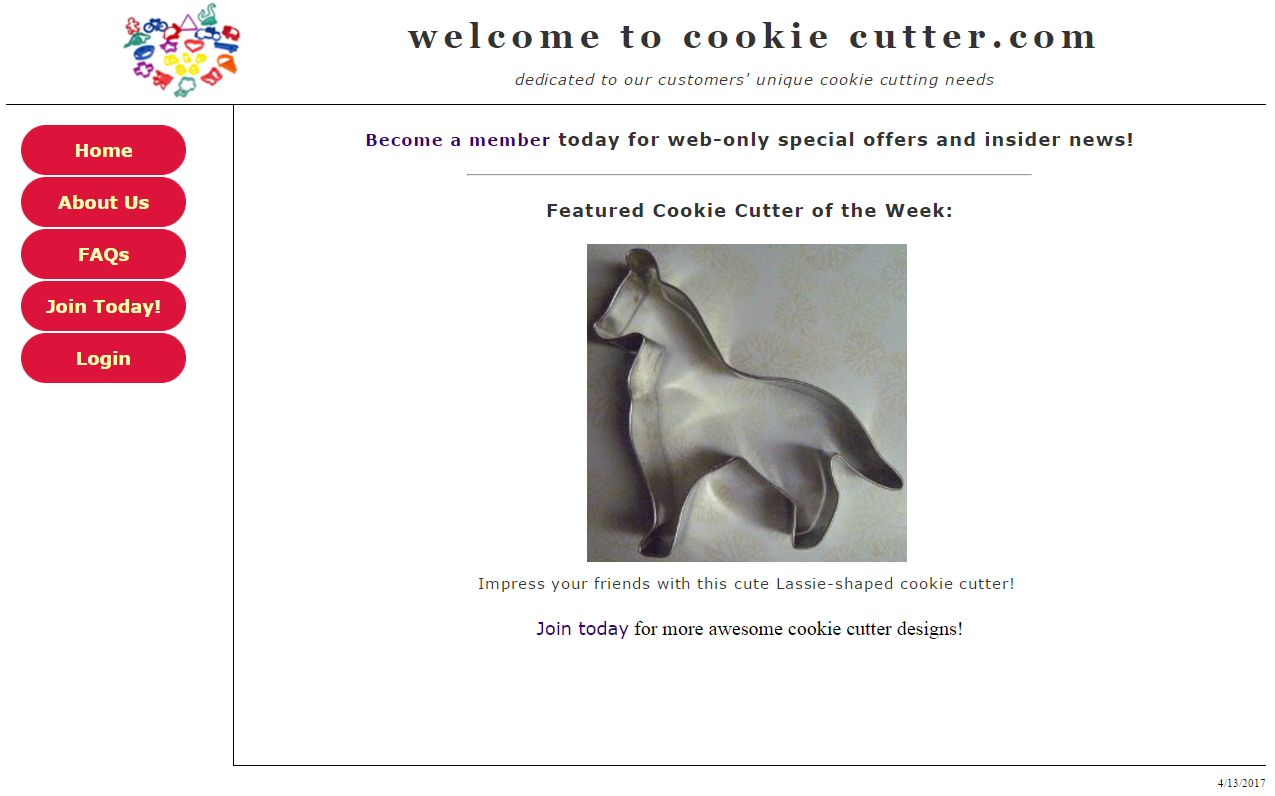 welcome to cookie cutter.com
dedicated to our customers' unique cookie cutting needs
Home
About Us
FAQs
Join Today!
Login
Become a member today for web-only special offers and insider news!
Featured Cookie Cutter of the Week:
Impress your friends with this cute Lassie-shaped cookie cutter!
Join today for more awesome cookie cutter designs!
4/13/2017